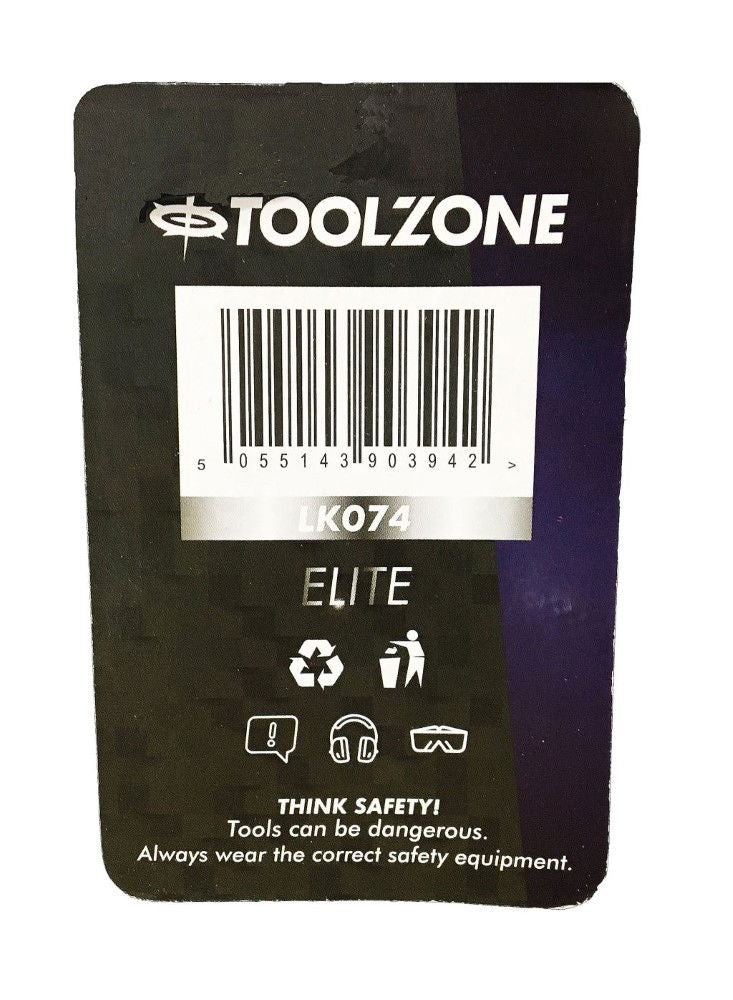 TOOLZONE
5 055143 903942 >
LK074
ELITE
THINK SAFETY!
Tools can be dangerous.
Always wear the correct safety equipment.